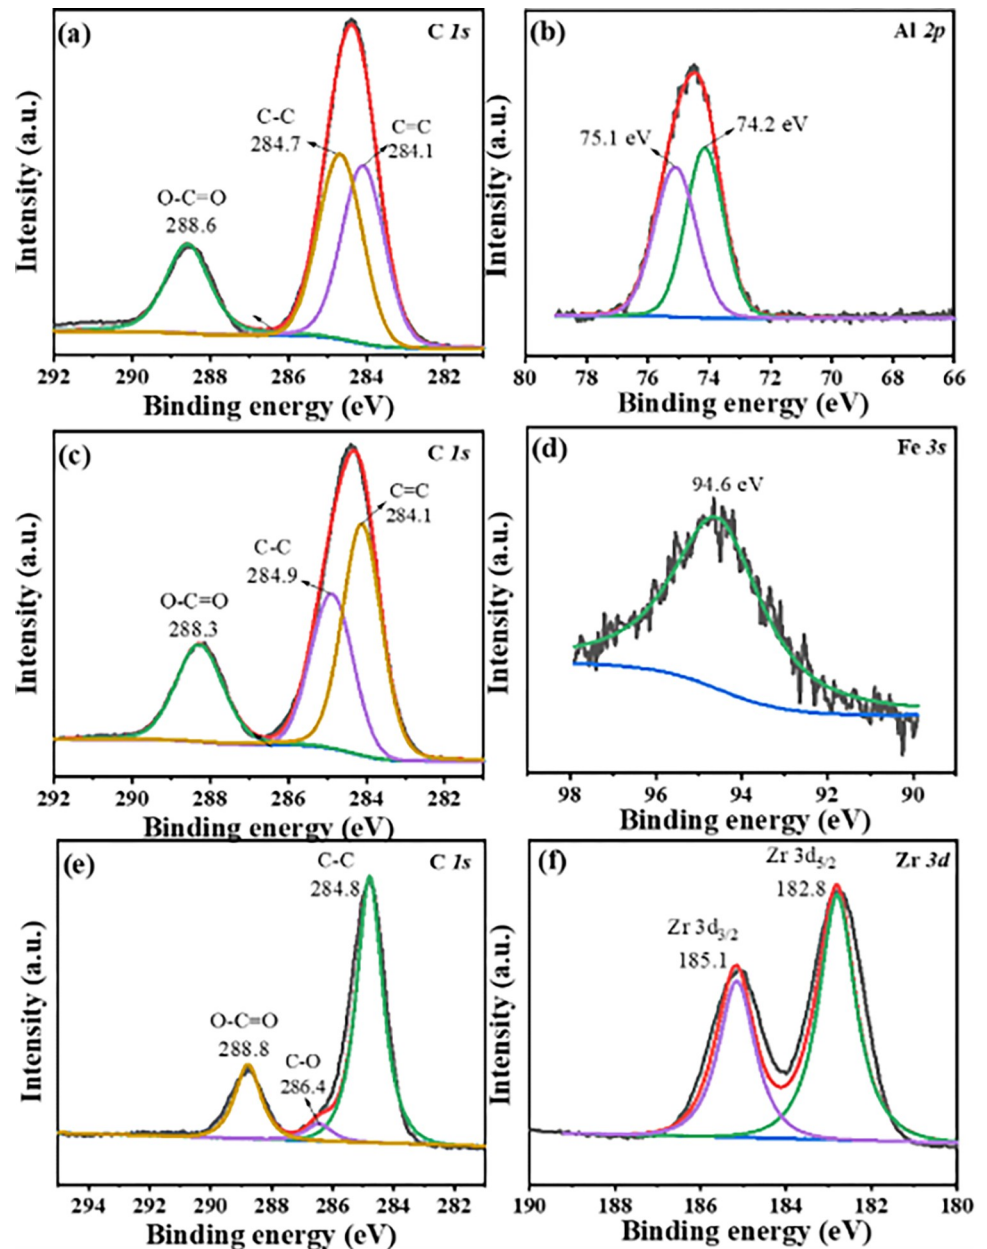 (a)
C 1s
C-C
284.7
C=C
284.1
O-C=O
288.6
Intensity (a.u.)
292 290 288 286 284 282
Binding energy (eV)
(b)
Al 2p
75.1 eV
74.2 eV
Intensity (a.u.)
80 78 76 74 72 70 68 66
Binding energy (eV)
(c)
C 1s
C=C
284.1
C-C
284.9
O-C=O
288.3
Intensity (a.u.)
292 290 288 286 284 282
Binding energy (eV)
(d)
Fe 3s
94.6 eV
Intensity (a.u.)
98 96 94 92 90
Binding energy (eV)
(e)
C 1s
C-C
284.8
O-C=O
288.8
C-O
286.4
Intensity (a.u.)
294 292 290 288 286 284 282
Binding energy (eV)
(f)
Zr 3d
Zr 3d5/2
182.8
Zr 3d3/2
185.1
Intensity (a.u.)
190 188 186 184 182 180
Binding energy (eV)